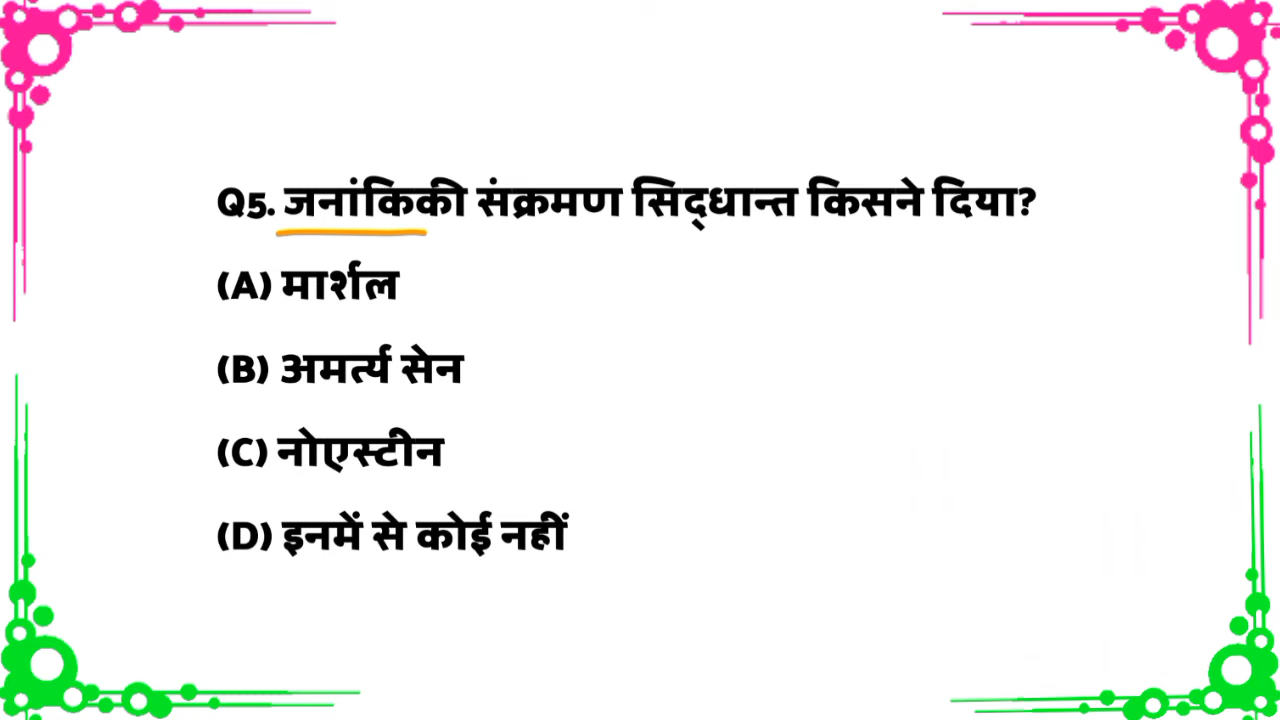 Q5. जनांकिकी संक्रमण सिद्धान्त किसने दिया?
(A) मार्शल
(B) अमर्त्य सेन
(C) नोएस्टीन
(D) इनमें से कोई नहीं